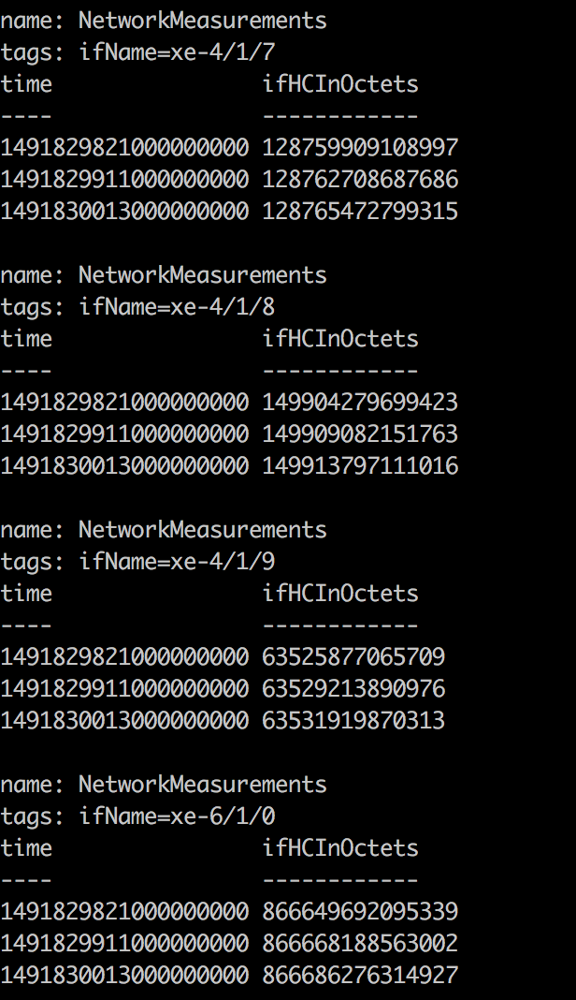 name: NetworkMeasurements
tags: ifName=xe-4/1/7
time                ifHCInOctets
----                ------------
1491829821000000000 128759909108997
1491829911000000000 128762708687686
1491830013000000000 128765472799315

name: NetworkMeasurements
tags: ifName=xe-4/1/8
time                ifHCInOctets
----                ------------
1491829821000000000 149904279699423
1491829911000000000 149909082151763
1491830013000000000 149913797111016

name: NetworkMeasurements
tags: ifName=xe-4/1/9
time                ifHCInOctets
----                ------------
1491829821000000000 63525877065709
1491829911000000000 63529213890976
1491830013000000000 63531919870313

name: NetworkMeasurements
tags: ifName=xe-6/1/0
time                ifHCInOctets
----                ------------
1491829821000000000 866649692095339
1491829911000000000 866668188563002
1491830013000000000 866686276314927